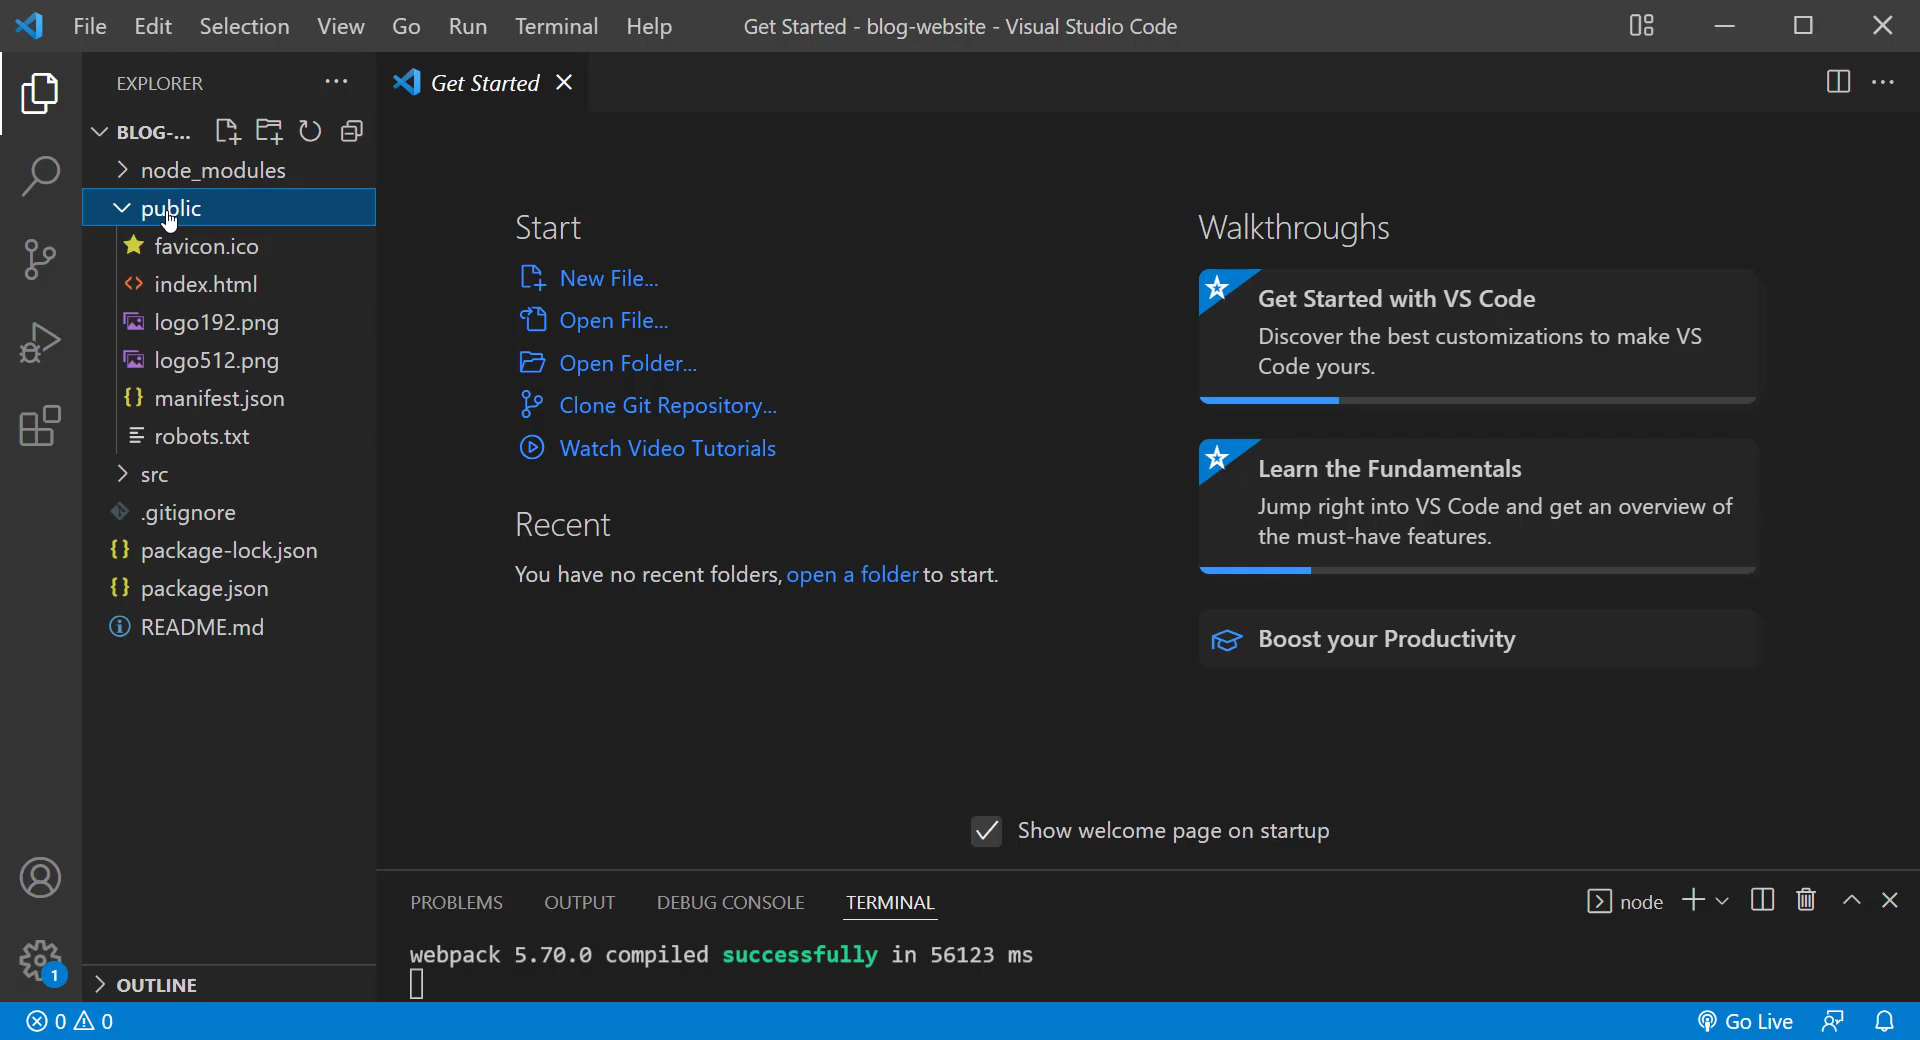 File Edit Selection View Go Run Terminal Help
Get Started - blog-website - Visual Studio Code
EXPLORER
BLOG-...
node_modules
public
favicon.ico
index.html
logo192.png
logo512.png
manifest.json
robots.txt
src
.gitignore
package-lock.json
package.json
README.md
OUTLINE
Get Started
Start
New File...
Open File...
Open Folder...
Clone Git Repository...
Watch Video Tutorials
Recent
You have no recent folders, open a folder to start.
Walkthroughs
Get Started with VS Code
Discover the best customizations to make VS
Code yours.
Learn the Fundamentals
Jump right into VS Code and get an overview of
the must-have features.
Boost your Productivity
Show welcome page on startup
PROBLEMS OUTPUT DEBUG CONSOLE TERMINAL
node
webpack 5.70.0 compiled successfully in 56123 ms
1
0 0
Go Live